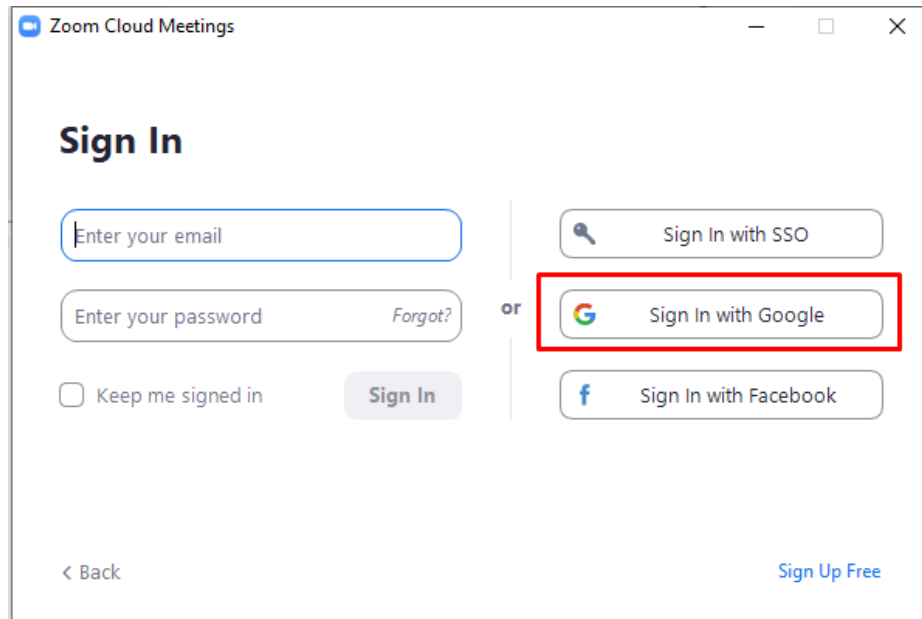 Zoom Cloud Meetings
Sign In
Enter your email
Enter your password Forgot?
Keep me signed in Sign In
or
Sign In with SSO
Sign In with Google
Sign In with Facebook
Back
Sign Up Free